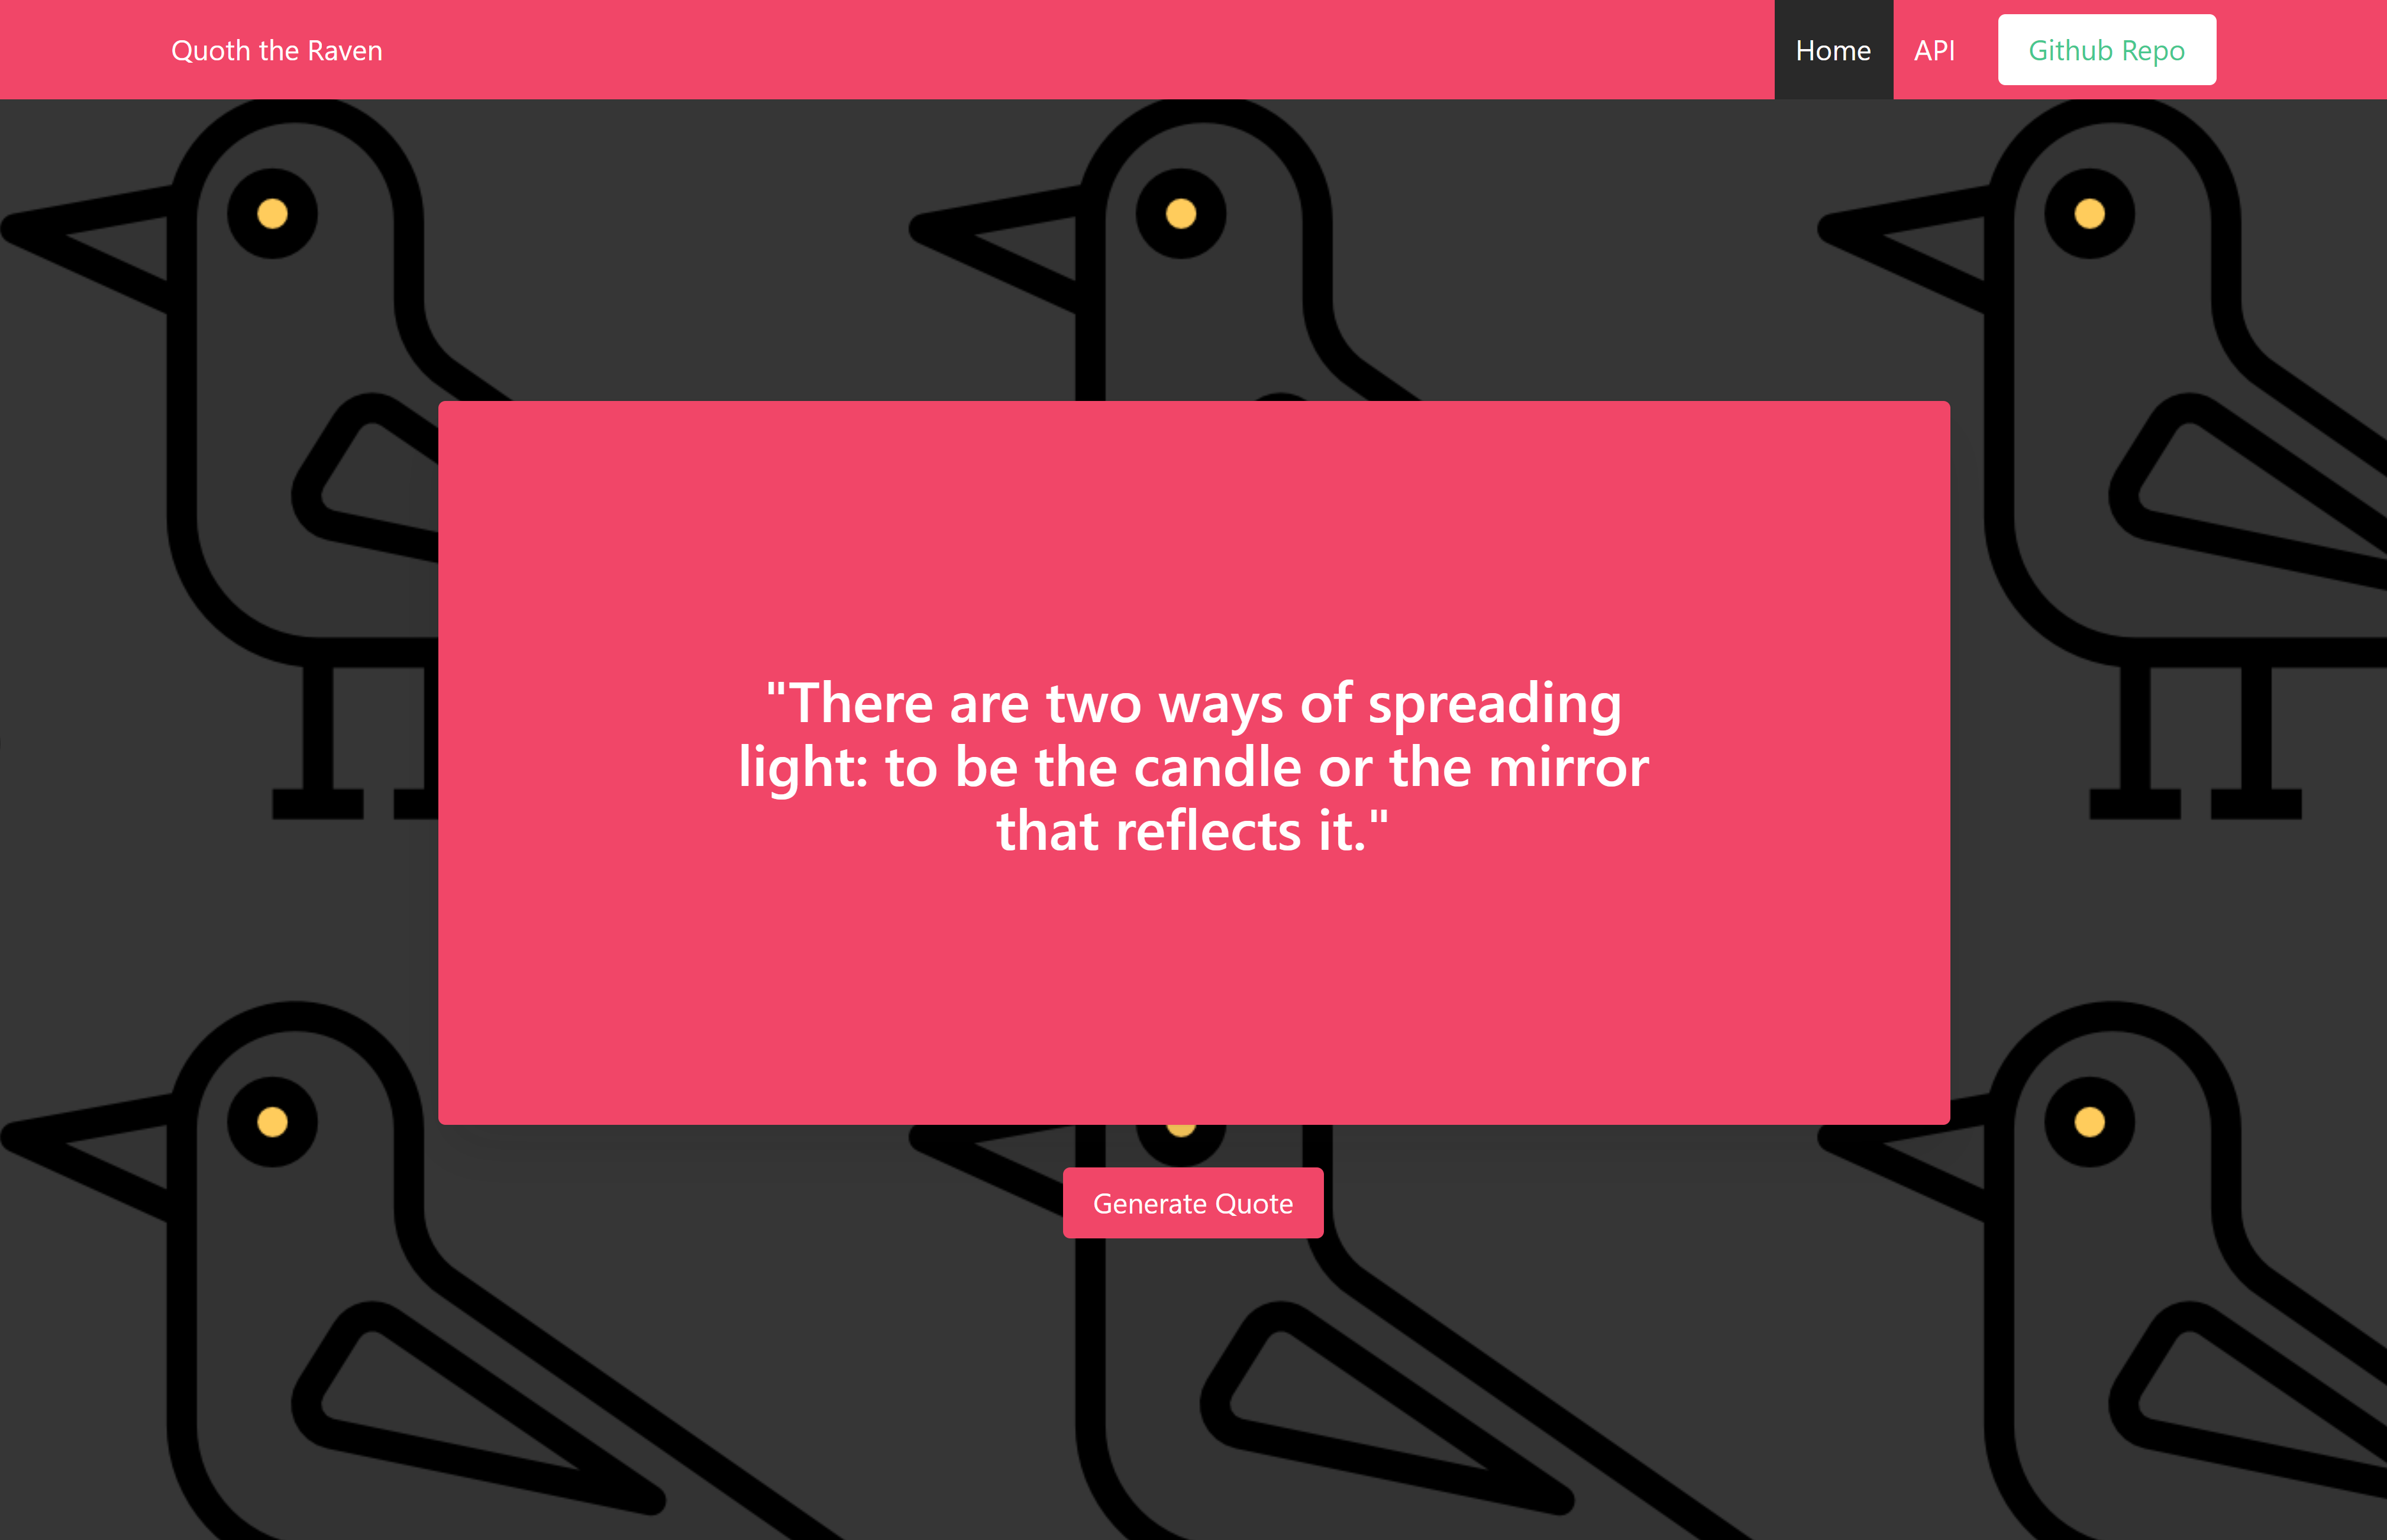 Quoth the Raven
Home
API
Github Repo
"There are two ways of spreading
light: to be the candle or the mirror
that reflects it."
Generate Quote